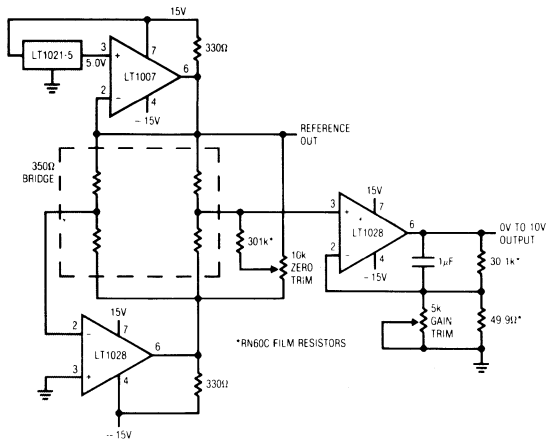 15V
LT1021-5
5.0V
3
+
7
LT1007
6
330Ω
2
−
4
−15V
REFERENCE
OUT
350Ω
BRIDGE
301k*
10k
ZERO
TRIM
15V
3
+
7
LT1028
6
0V TO 10V
OUTPUT
2
−
4
−15V
1μF
30.1k*
5k
GAIN
TRIM
49.9Ω*
15V
2
−
7
LT1028
6
3
+
4
330Ω
*RN60C FILM RESISTORS
−15V